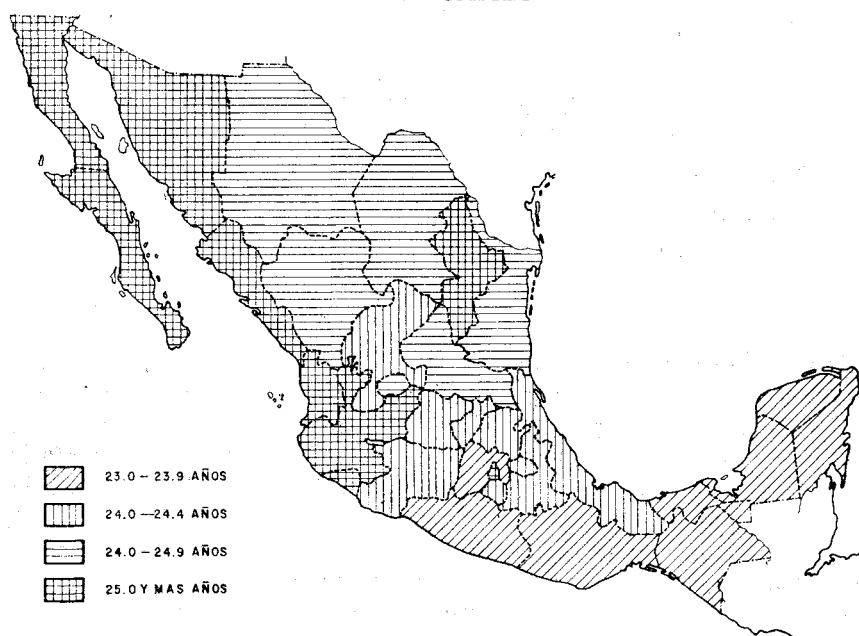 23.0 – 23.9 AÑOS
24.0 – 24.4 AÑOS
24.0 – 24.9 AÑOS
25.0 Y MAS AÑOS